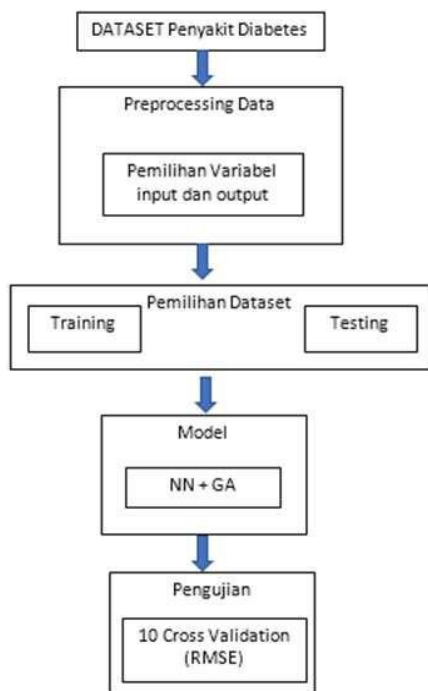 DATASET Penyakit Diabetes
Preprocessing Data
Pemilihan Variabel
input dan output
Pemilihan Dataset
Training
Testing
Model
NN + GA
Pengujian
10 Cross Validation
(RMSE)